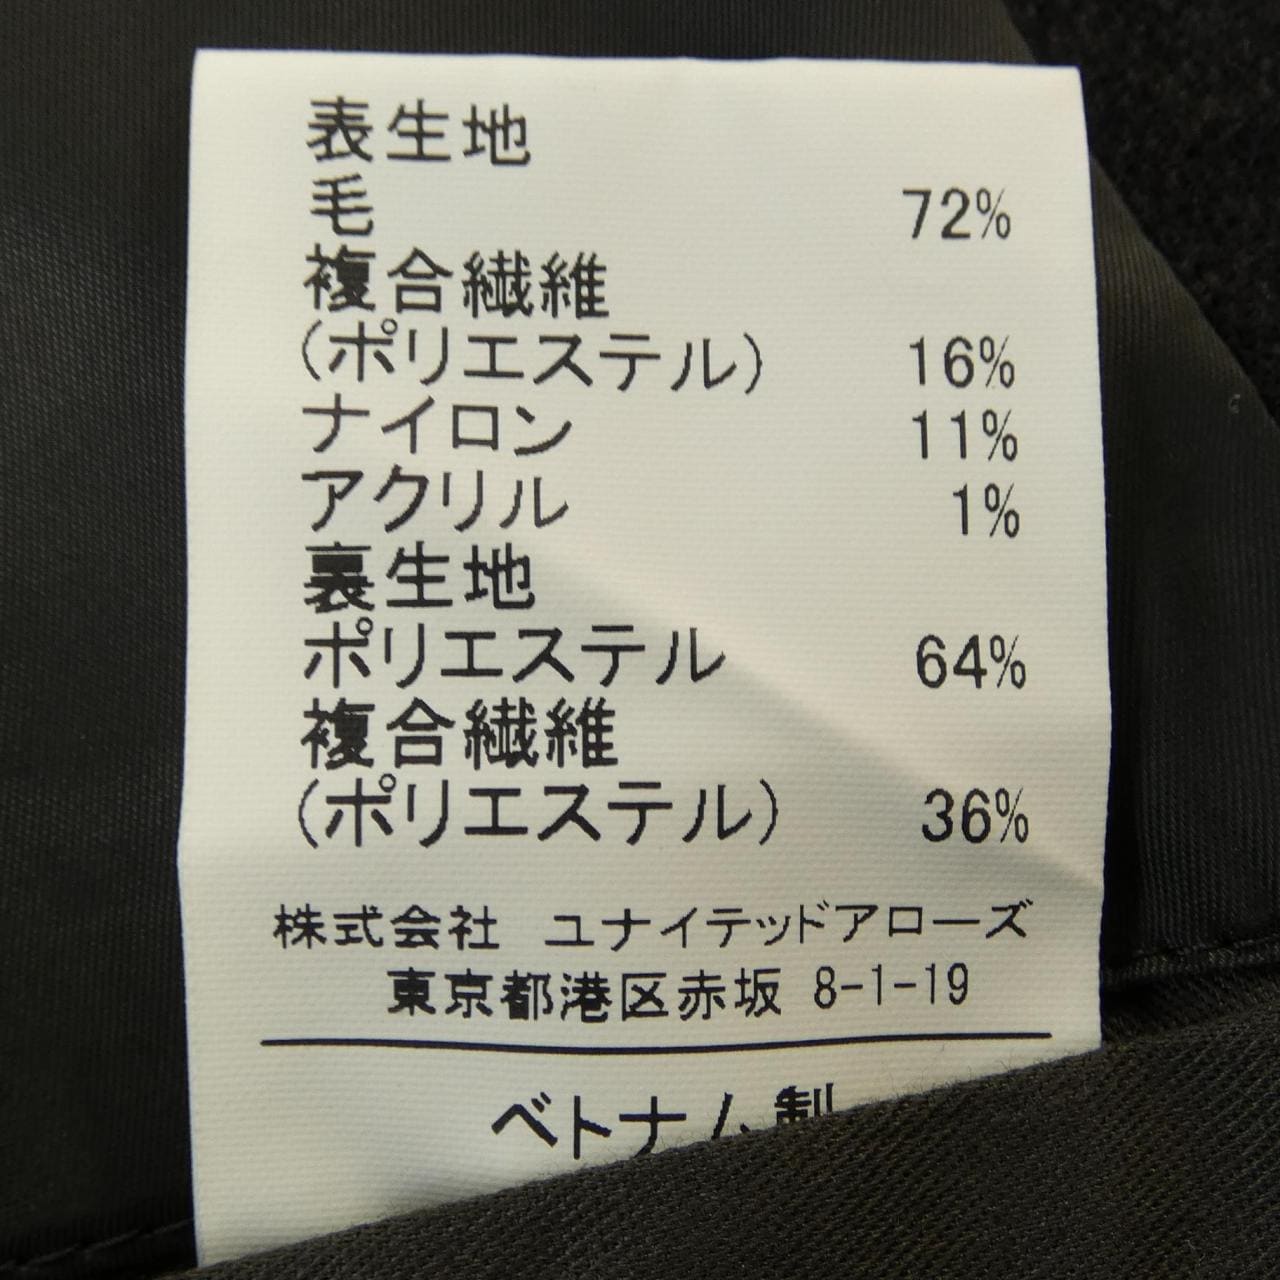 表生地
毛 72%
複合繊維
(ポリエステル) 16%
ナイロン 11%
アクリル 1%
裏生地
ポリエステル 64%
複合繊維
(ポリエステル) 36%
株式会社 ユナイテッドアローズ
東京都港区赤坂 8-1-19
ベトナム製